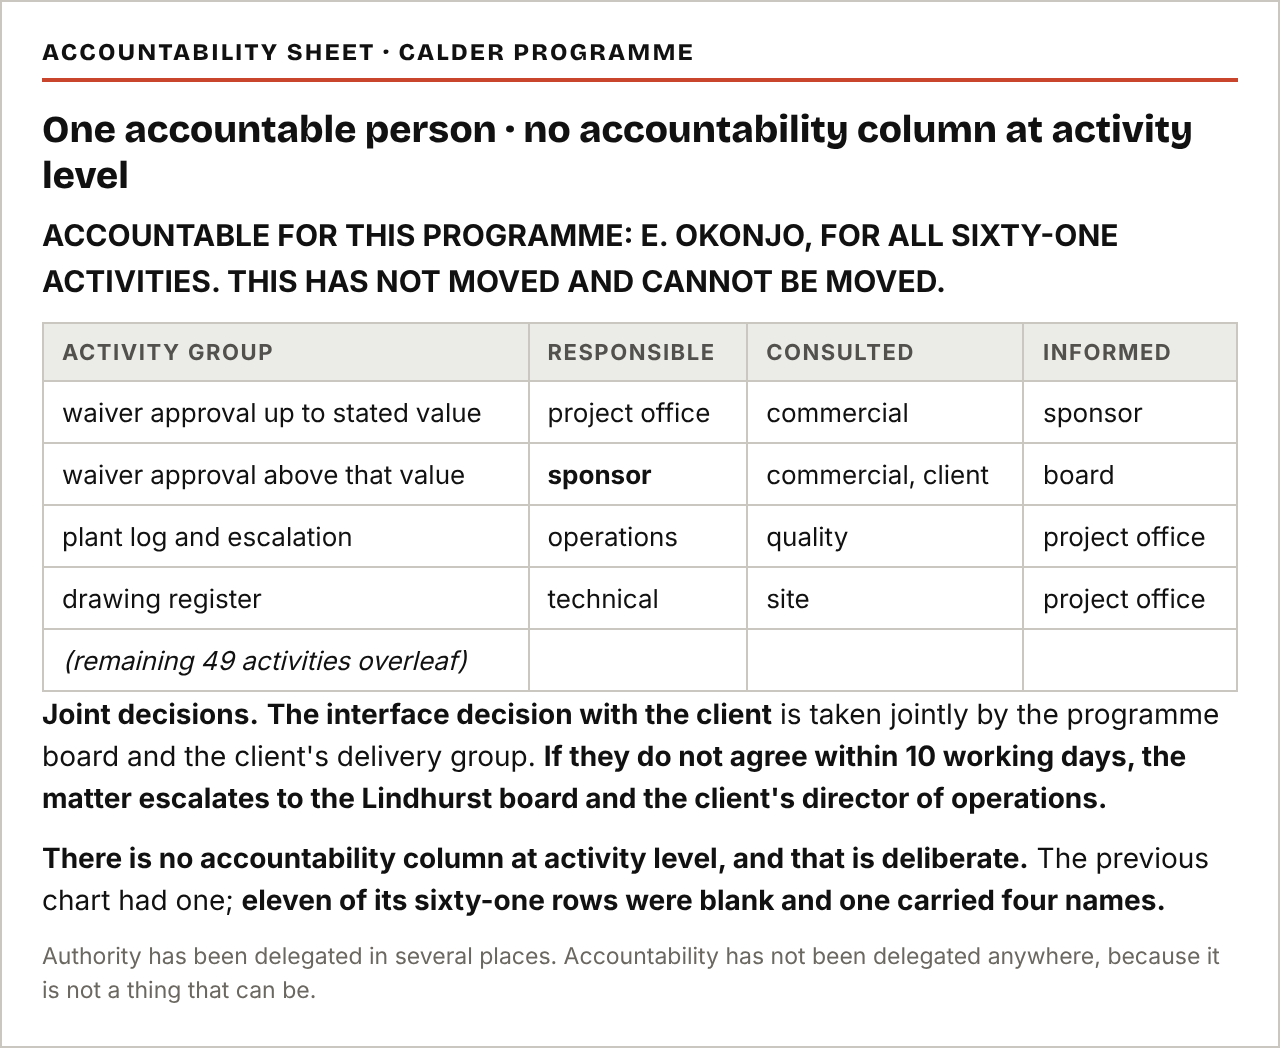 ACCOUNTABILITY SHEET · CALDER PROGRAMME
One accountable person · no accountability column at activity
level
ACCOUNTABLE FOR THIS PROGRAMME: E. OKONJO, FOR ALL SIXTY-ONE
ACTIVITIES. THIS HAS NOT MOVED AND CANNOT BE MOVED.
ACTIVITY GROUP RESPONSIBLE CONSULTED INFORMED
waiver approval up to stated value project office commercial sponsor
waiver approval above that value sponsor commercial, client board
plant log and escalation operations quality project office
drawing register technical site project office
(remaining 49 activities overleaf)
Joint decisions. The interface decision with the client is taken jointly by the programme
board and the client's delivery group. If they do not agree within 10 working days, the
matter escalates to the Lindhurst board and the client's director of operations.
There is no accountability column at activity level, and that is deliberate. The previous
chart had one; eleven of its sixty-one rows were blank and one carried four names.
Authority has been delegated in several places. Accountability has not been delegated anywhere, because it
is not a thing that can be.